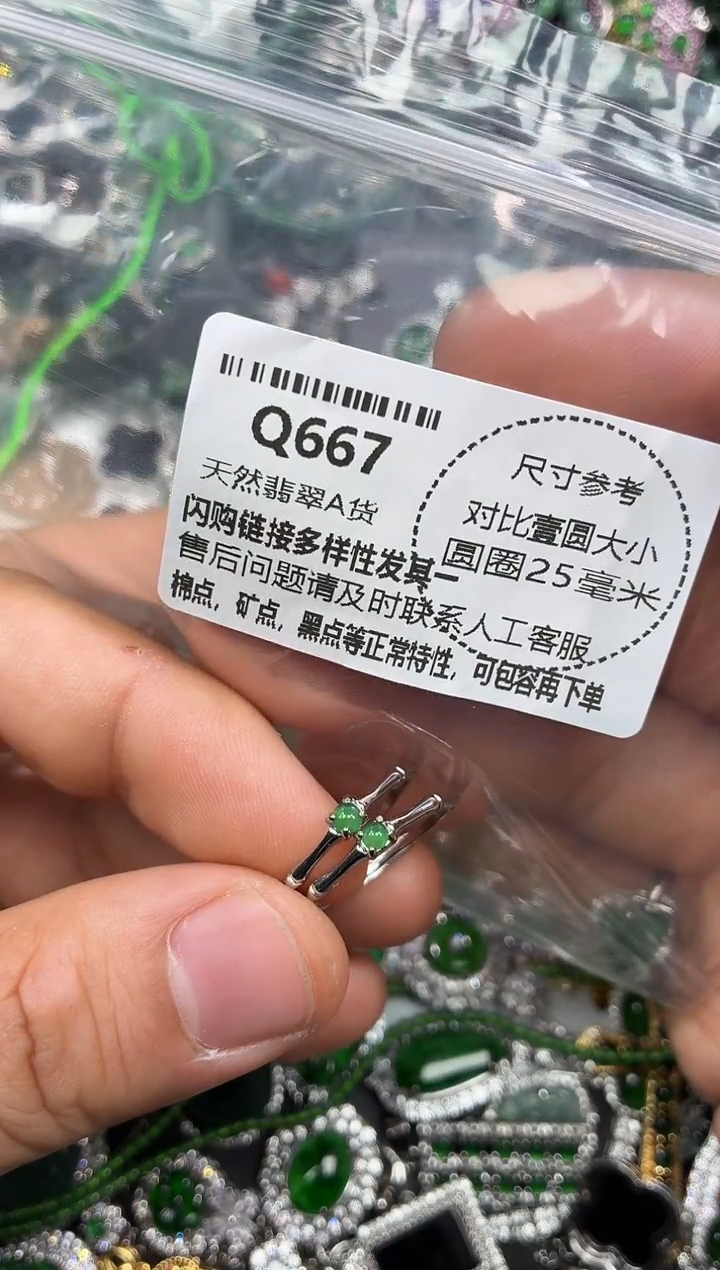 Q667
天然翡翠A货
闪购链接多样性发其一
售后问题请及时联系人工客服
棉点，矿点，黑点等正常特性，可包容再下单
尺寸参考
对比壹圆大小
圆圈25毫米